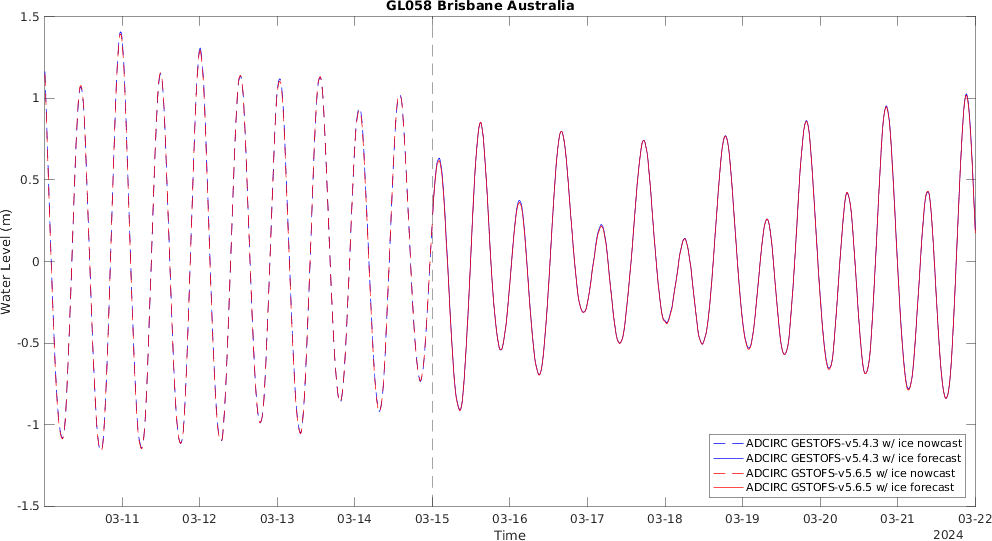 GL058 Brisbane Australia
1.5
1
0.5
0
-0.5
-1
-1.5
Water Level (m)
03-11 03-12 03-13 03-14 03-15 03-16 03-17 03-18 03-19 03-20 03-21 03-22
Time
2024
ADCIRC GESTOFS-v5.4.3 w/ ice nowcast
ADCIRC GESTOFS-v5.4.3 w/ ice forecast
ADCIRC GSTOFS-v5.6.5 w/ ice nowcast
ADCIRC GSTOFS-v5.6.5 w/ ice forecast